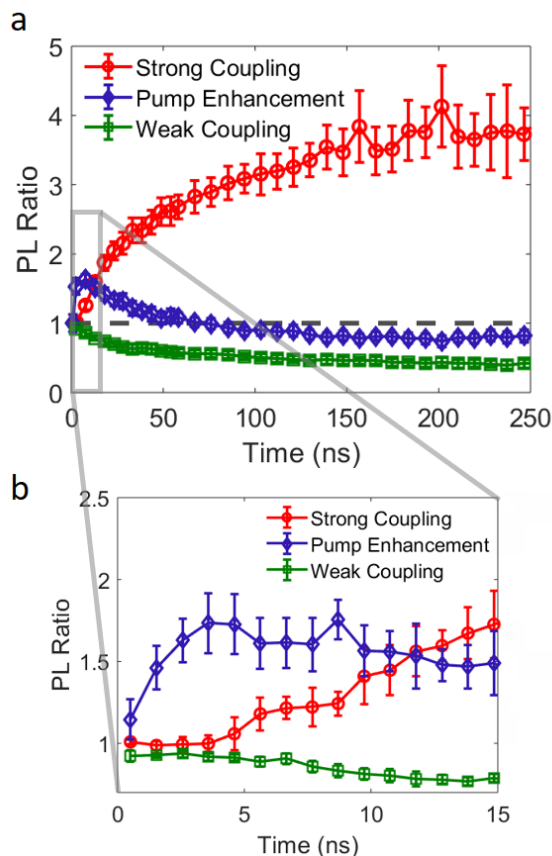 a
5
4
3
2
1
0
PL Ratio
Strong Coupling
Pump Enhancement
Weak Coupling
0 50 100 150 200 250
Time (ns)
b
2.5
2
1.5
1
PL Ratio
Strong Coupling
Pump Enhancement
Weak Coupling
0 5 10 15
Time (ns)